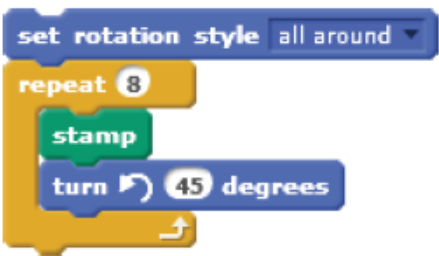 set rotation style all around
repeat 8
stamp
turn 45 degrees